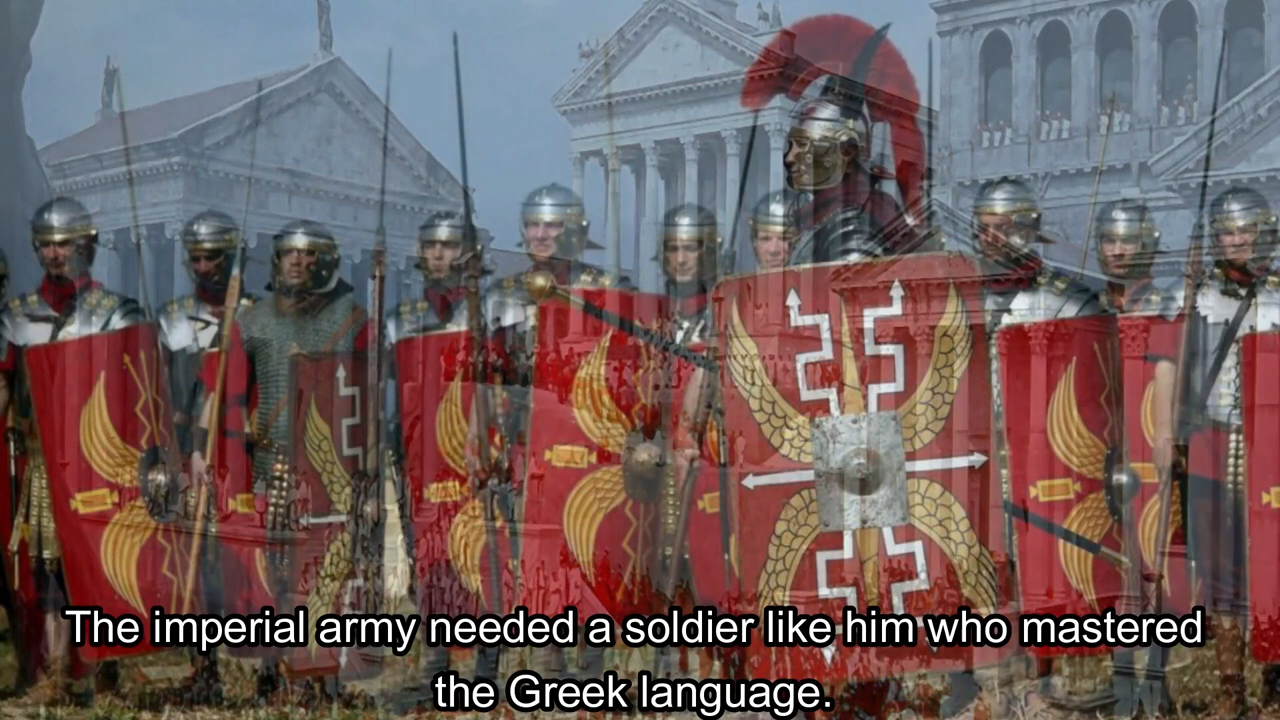 The imperial army needed a soldier like him who mastered
the Greek language.